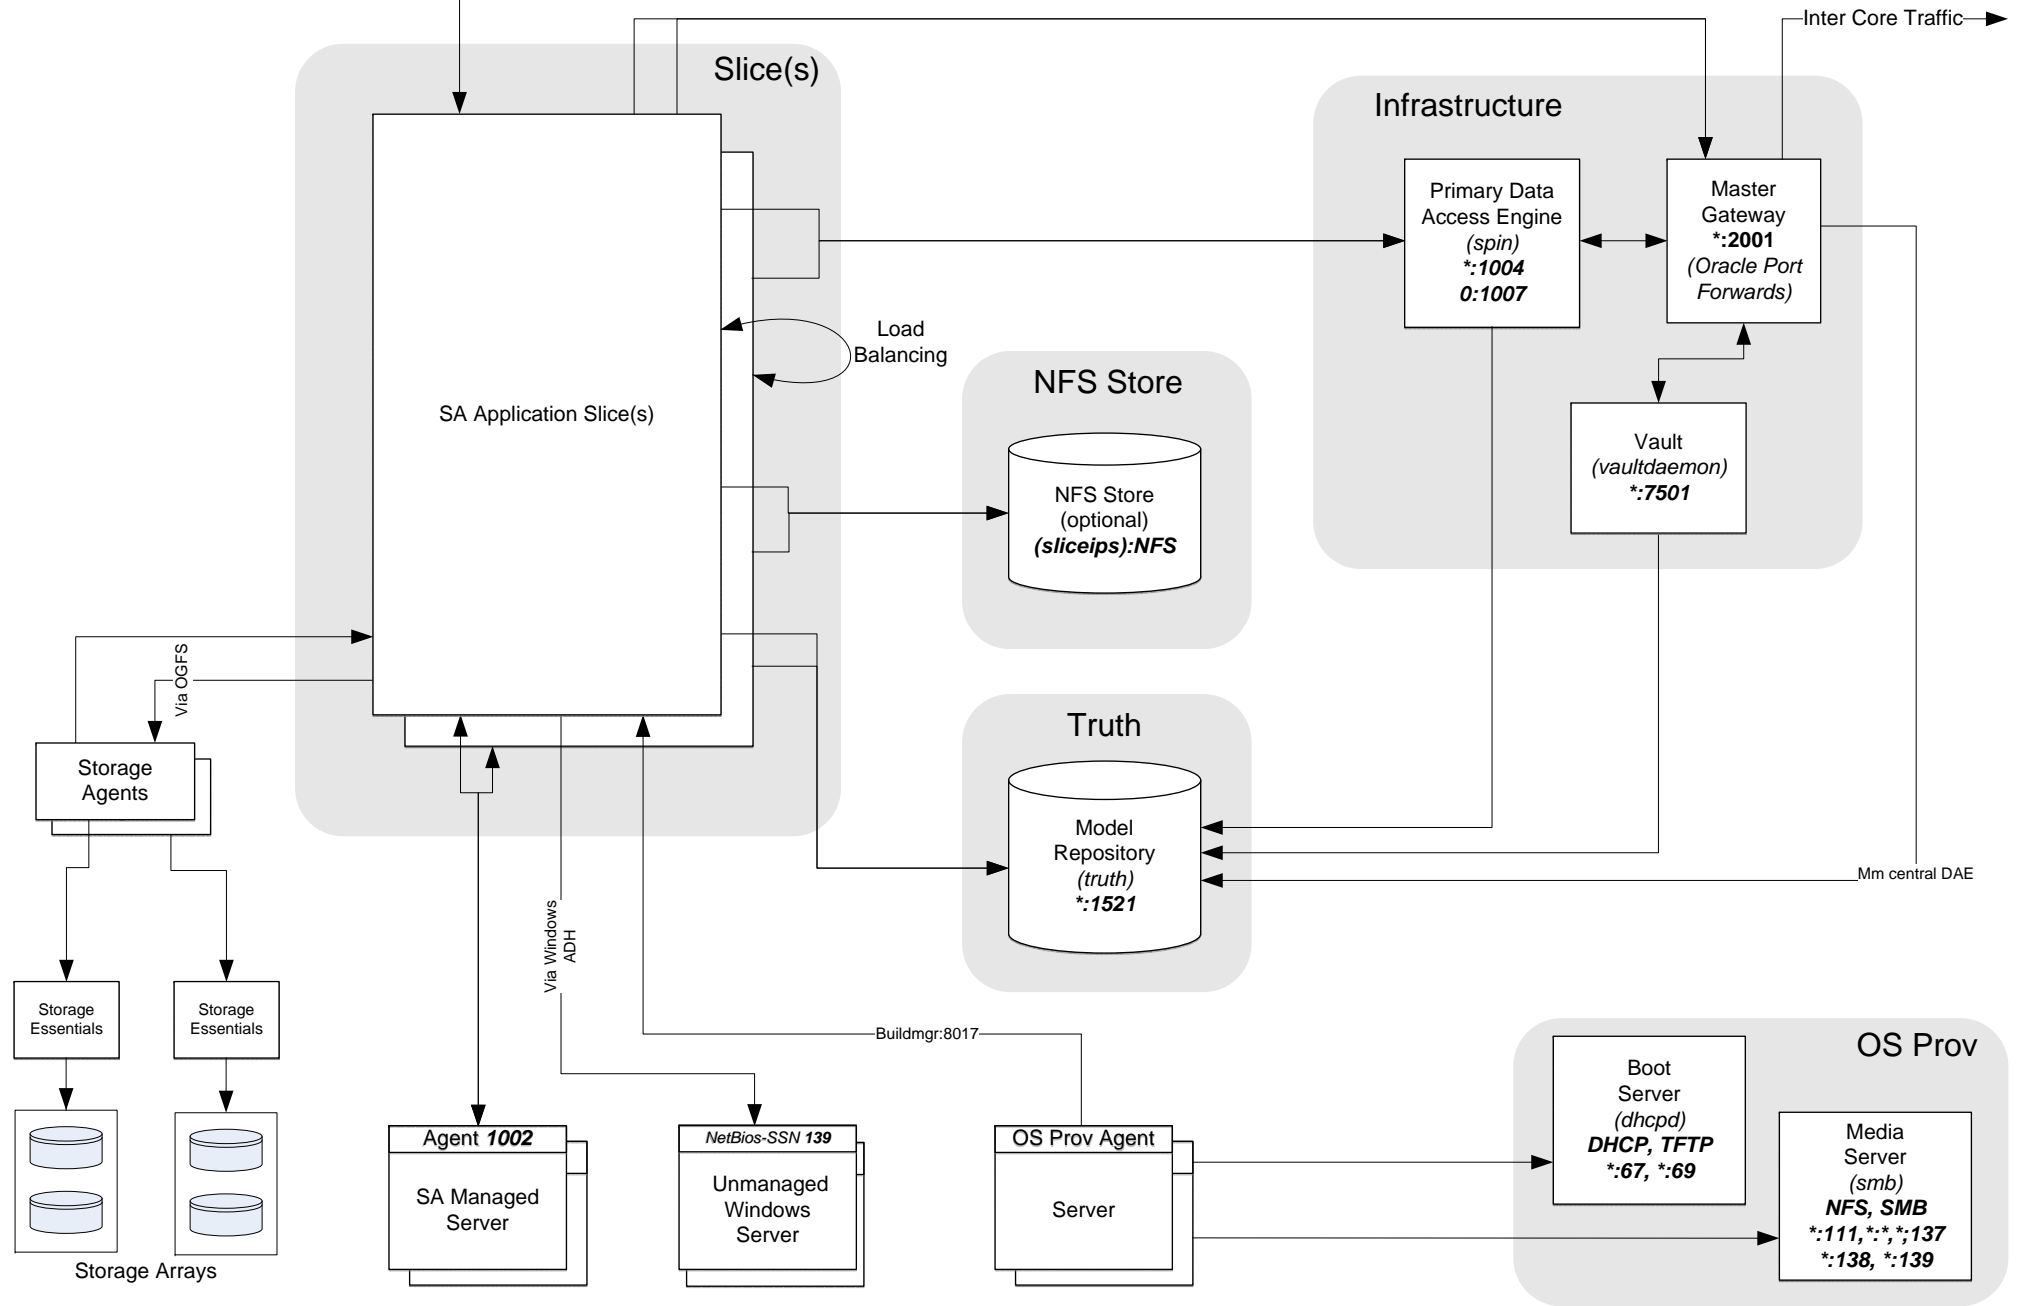 Inter Core Traffic
Slice(s)
SA Application Slice(s)
Load
Balancing
Infrastructure
Primary Data
Access Engine
(spin)
*:1004
0:1007
Master
Gateway
*:2001
(Oracle Port
Forwards)
Vault
(vaultdaemon)
*:7501
NFS Store
NFS Store
(optional)
(sliceips):NFS
Truth
Model
Repository
(truth)
*:1521
Mm central DAE
Via OGFS
Storage
Agents
Storage
Essentials
Storage
Essentials
Storage Arrays
Via Windows
ADH
Buildmgr:8017
Agent 1002
SA Managed
Server
NetBios-SSN 139
Unmanaged
Windows
Server
OS Prov Agent
Server
OS Prov
Boot
Server
(dhcpd)
DHCP, TFTP
*:67, *:69
Media
Server
(smb)
NFS, SMB
*:111,*:*,*;137
*:138, *:139